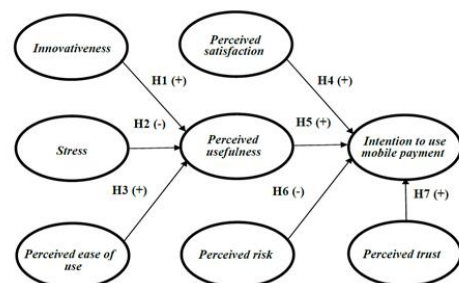 Innovativeness
Perceived
satisfaction
H1 (+)
H4 (+)
H2 (-)
H5 (+)
Stress
Perceived
usefulness
Intention to use
mobile payment
H3 (+)
H6 (-)
H7 (+)
Perceived ease of
use
Perceived risk
Perceived trust